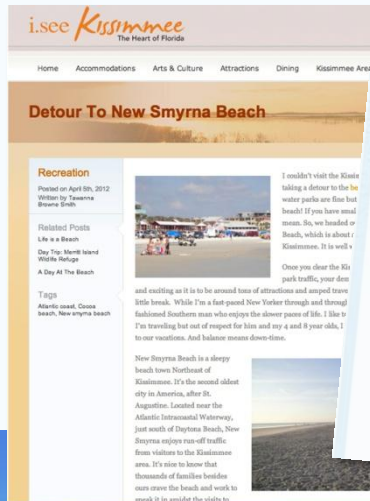 i.see Kissimmee
The Heart of Florida
Home Accommodations Arts & Culture Attractions Dining Kissimmee Area
Detour To New Smyrna Beach
Recreation
Posted on April 5th, 2012
Written by Tawanna
Browne Smith
Related Posts
Life is a Beach
Day Trip: Merritt Island
Wildlife Refuge
A Day At The Beach
Tags
Atlantic coast, Cocoa
beach, New smyrna beach
I couldn't visit the
taking a detour to the
water parks are fine but
beach! If you have
mean. So, we headed
Beach, which is about
Kissimmee. It is well
Once you clear the
park traffic, your
and exciting as it is to be around tons of attractions and amped
little break. While I'm a fast-paced New Yorker through and
fashioned Southern man who enjoys the slower paces of life. I like
I'm traveling but out of respect for him and my 4 and 8 year olds, I
to our vacations. And balance means down-time.
New Smyrna Beach is a sleepy
beach town Northeast of
Kissimmee. It's the second oldest
city in America, after St.
Augustine. Located near the
Atlantic Intracoastal Waterway,
just south of Daytona Beach, New
Smyrna enjoys run-off traffic
from visitors to the Kissimmee
area. It's nice to know that
thousands of families besides
ours crave the beach and work to
sneak it in amidst the visits to